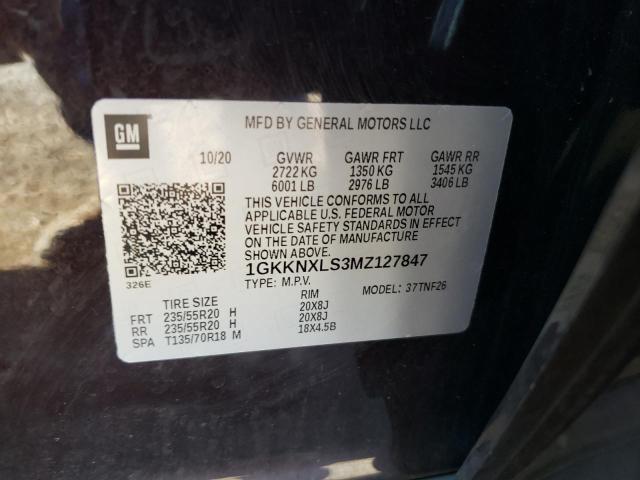 GM
MFD BY GENERAL MOTORS LLC
10/20 GVWR GAWR FRT GAWR RR
2722 KG 1350 KG 1545 KG
6001 LB 2976 LB 3406 LB
THIS VEHICLE CONFORMS TO ALL
APPLICABLE U.S. FEDERAL MOTOR
VEHICLE SAFETY STANDARDS IN EFFECT
ON THE DATE OF MANUFACTURE
SHOWN ABOVE.
1GKKNXLS3MZ127847
326E
TYPE: M.P.V. MODEL: 37TNF26
TIRE SIZE RIM
FRT 235/55R20 H 20X8J
RR 235/55R20 H 20X8J
SPA T135/70R18 M 18X4.5B